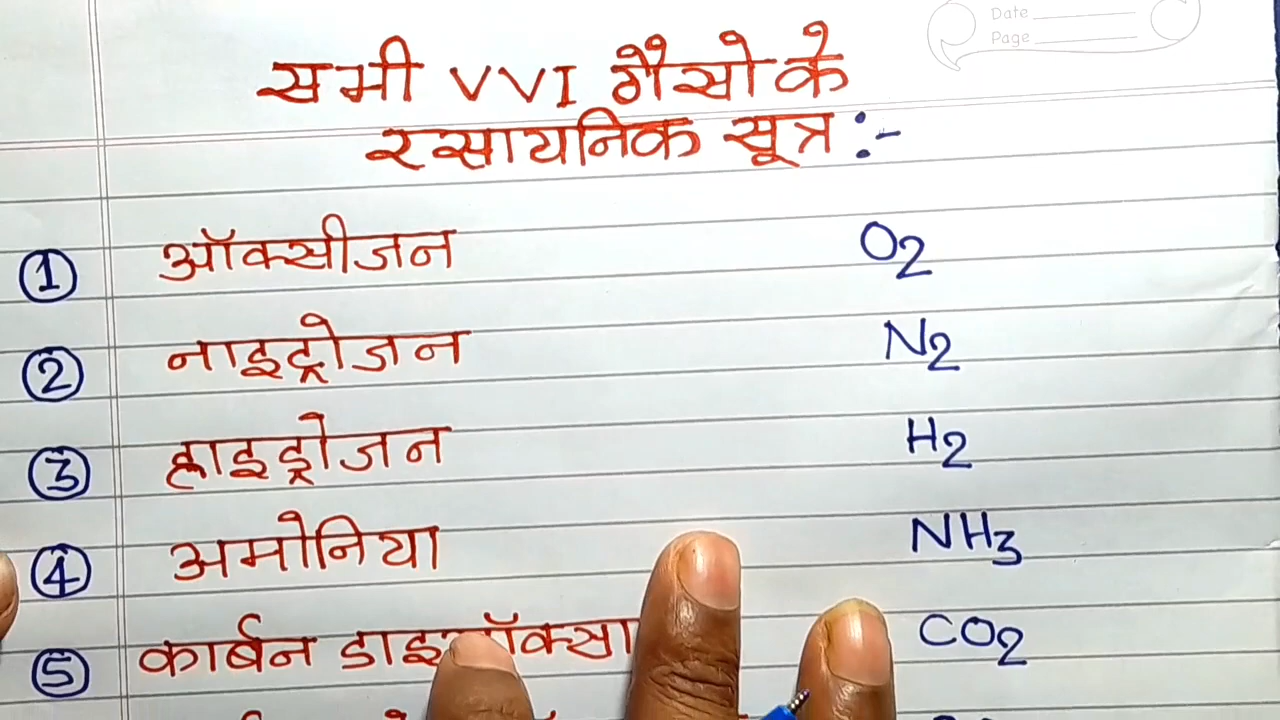 Date
Page
सभी VVI गैसो के
रसायनिक सूत्र :-
1 ऑक्सीजन O2
2 नाइट्रोजन N2
3 हाइड्रोजन H2
4 अमोनिया NH3
5 कार्बन CO2